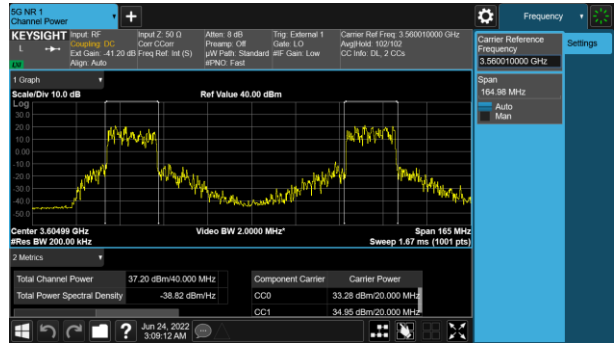 5G NR 1
Channel Power
Frequency
Settings
KEYSIGHT
L
Input: RF
Coupling: DC
Ext Gain: -41.20 dB
Align: Auto
Input Z: 50 Ω
Corr CCorr
Freq Ref: Int (S)
Atten: 8 dB
Preamp: Off
µW Path: Standard
#PNO: Fast
Trig: External 1
Gate: LO
#IF Gain: Low
Carrier Ref Freq: 3.560010000 GHz
Avg|Hold: 102/102
CC Info: DL, 2 CCs
Carrier Reference
Frequency
3.560010000 GHz
Span
164.98 MHz
Auto
Man
1 Graph
Scale/Div 10.0 dB
Ref Value 40.00 dBm
Log
30.0
20.0
10.0
0.00
-10.0
-20.0
-30.0
-40.0
-50.0
Center 3.60499 GHz
Video BW 2.0000 MHz*
Span 165 MHz
#Res BW 200.00 kHz
Sweep 1.67 ms (1001 pts)
2 Metrics
Total Channel Power 37.20 dBm/40.000 MHz
Total Power Spectral Density -38.82 dBm/Hz
Component Carrier Carrier Power
CC0 33.28 dBm/20.000 MHz
CC1 34.95 dBm/20.000 MHz
Jun 24, 2022
3:09:12 AM